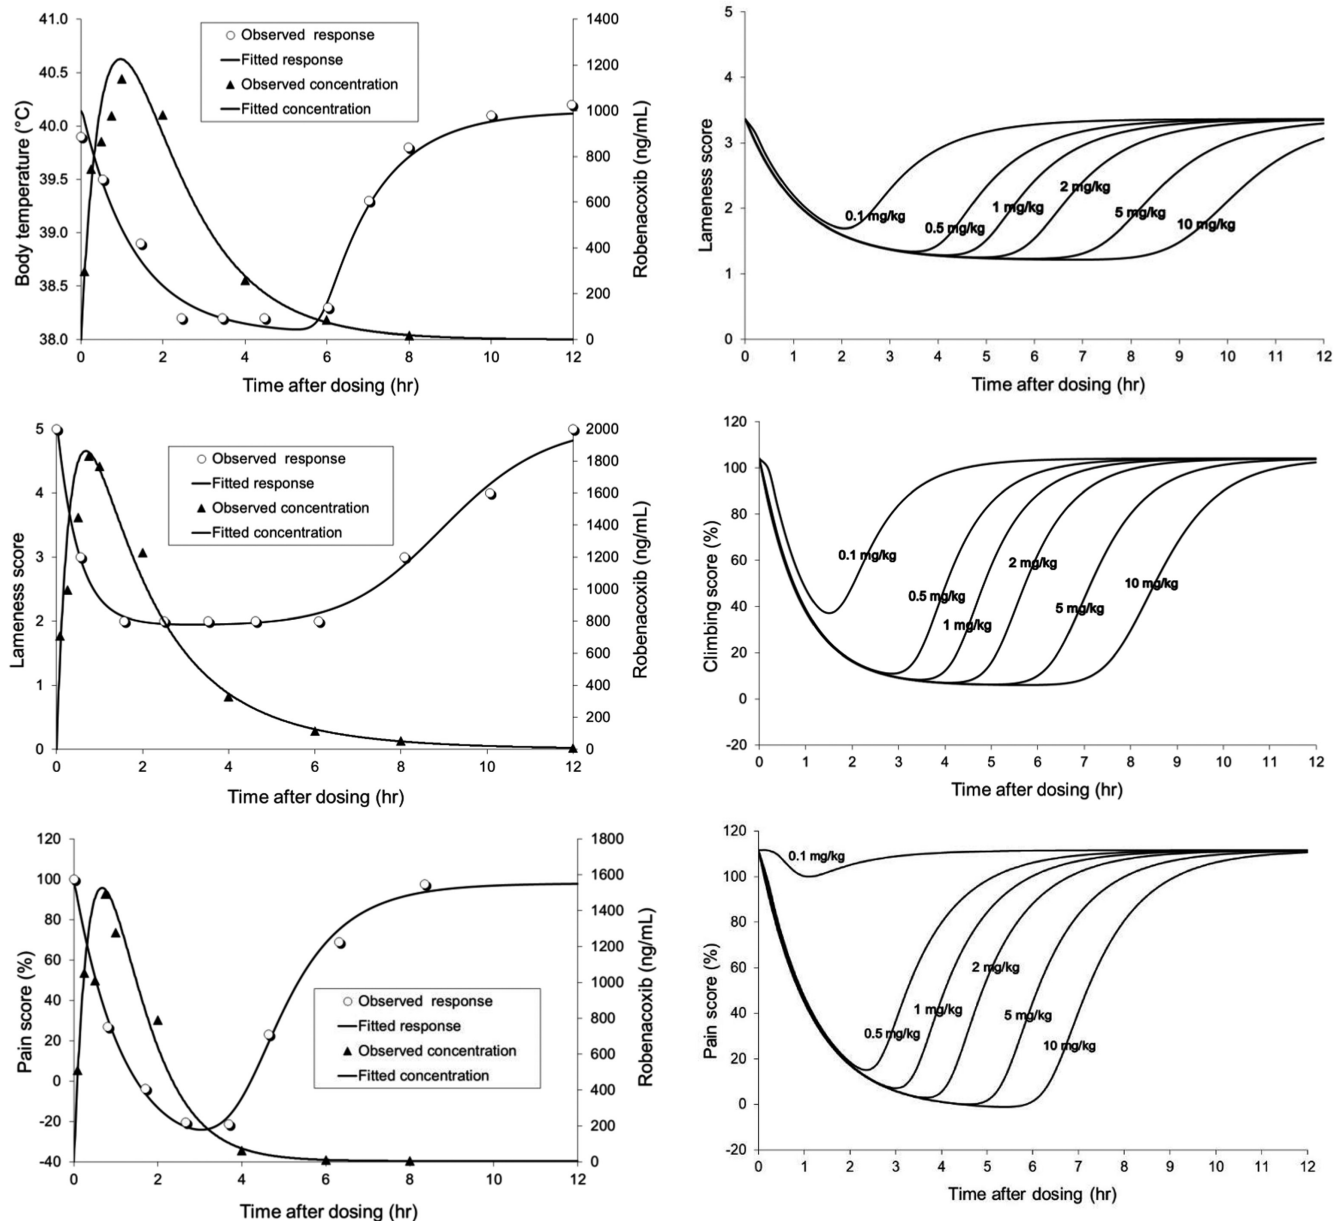 41.0
40.5
40.0
39.5
39.0
38.5
38.0
Body temperature (°C)
Observed response
Fitted response
Observed concentration
Fitted concentration
1400
1200
1000
800
600
400
200
0
Robenacoxib (ng/mL)
0 2 4 6 8 10 12
Time after dosing (hr)
5
4
3
2
1
0
Lameness score
0.1 mg/kg
0.5 mg/kg
1 mg/kg
2 mg/kg
5 mg/kg
10 mg/kg
0 1 2 3 4 5 6 7 8 9 10 11 12
Time after dosing (hr)
5
4
3
2
1
0
Lameness score
Observed response
Fitted response
Observed concentration
Fitted concentration
2000
1800
1600
1400
1200
1000
800
600
400
200
0
Robenacoxib (ng/mL)
0 2 4 6 8 10 12
Time after dosing (hr)
120
100
80
60
40
20
0
-20
Climbing score (%)
0.1 mg/kg
0.5 mg/kg
1 mg/kg
2 mg/kg
5 mg/kg
10 mg/kg
0 1 2 3 4 5 6 7 8 9 10 11 12
Time after dosing (hr)
120
100
80
60
40
20
0
-20
-40
Pain score (%)
Observed response
Fitted response
Observed concentration
Fitted concentration
1800
1600
1400
1200
1000
800
600
400
200
0
Robenacoxib (ng/mL)
0 2 4 6 8 10 12
Time after dosing (hr)
120
100
80
60
40
20
0
-20
Pain score (%)
0.1 mg/kg
0.5 mg/kg
1 mg/kg
2 mg/kg
5 mg/kg
10 mg/kg
0 1 2 3 4 5 6 7 8 9 10 11 12
Time after dosing (hr)